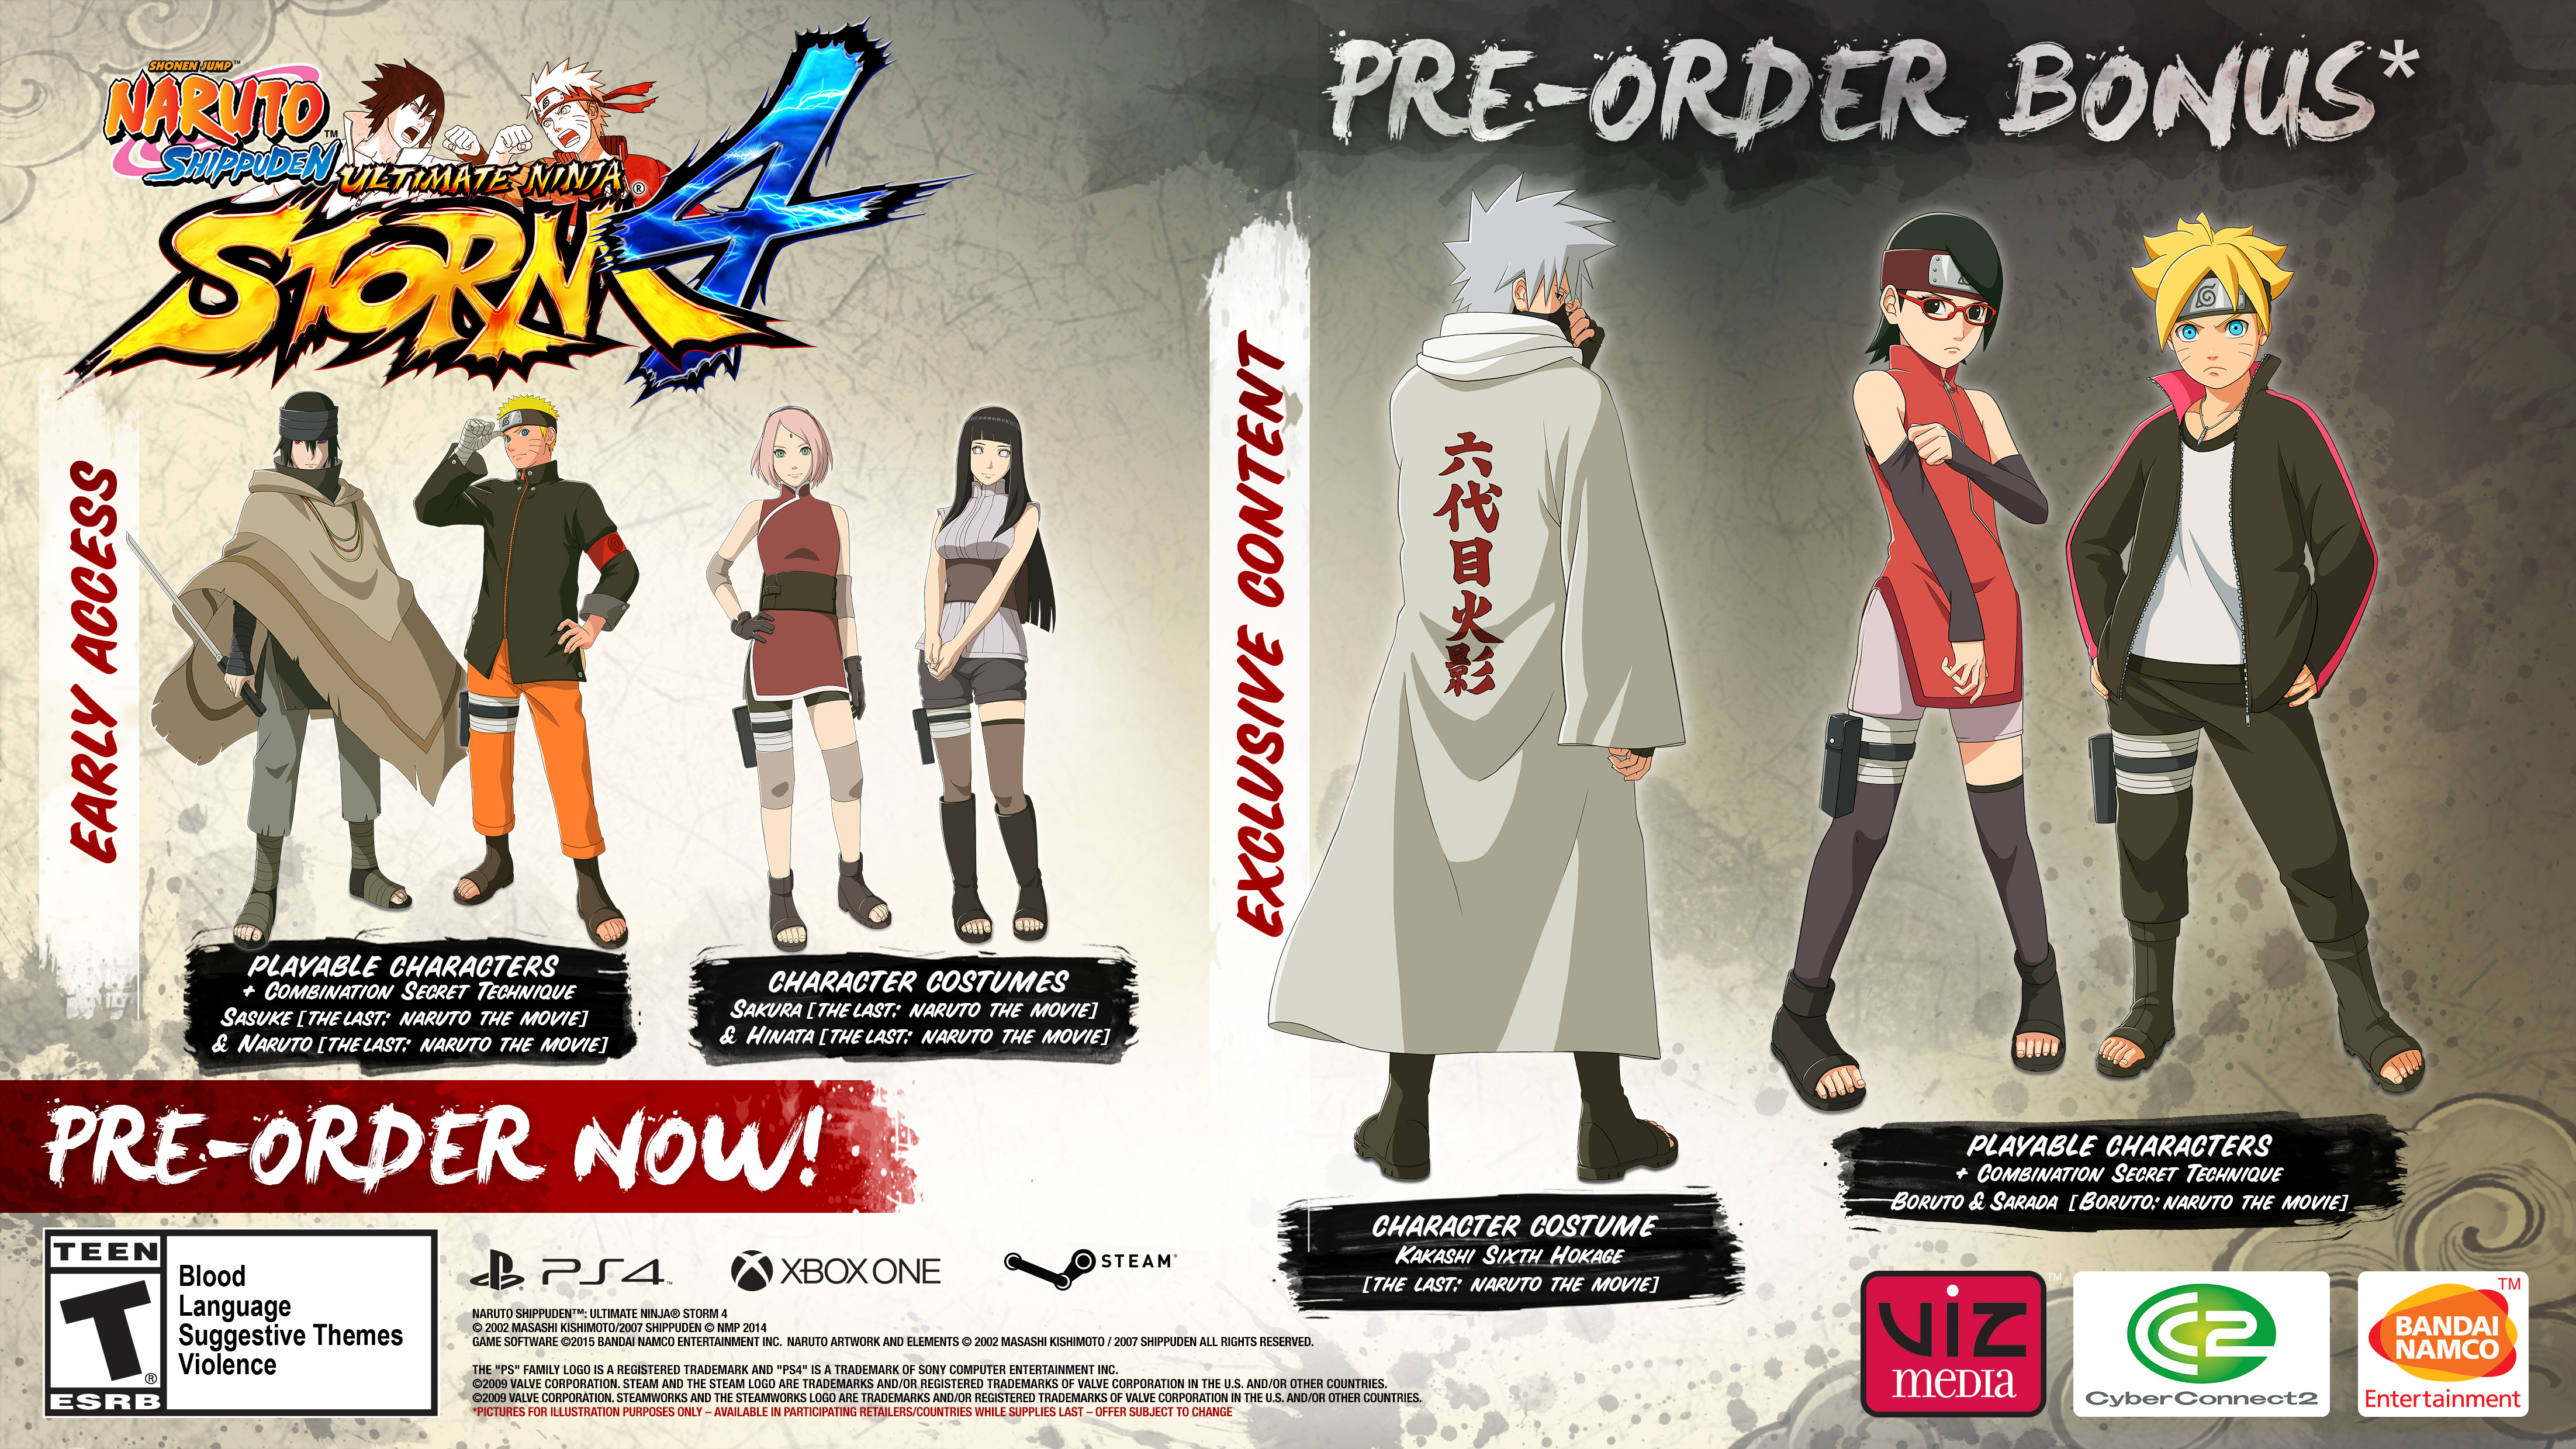 SHONEN JUMP™
NARUTO™
SHIPPUDEN
ULTIMATE NINJA®
STORM 4
PRE-ORDER BONUS*
EARLY ACCESS
PLAYABLE CHARACTERS
+ COMBINATION SECRET TECHNIQUE
SASUKE [THE LAST: NARUTO THE MOVIE]
& NARUTO [THE LAST: NARUTO THE MOVIE]
CHARACTER COSTUMES
SAKURA [THE LAST: NARUTO THE MOVIE]
& HINATA [THE LAST: NARUTO THE MOVIE]
EXCLUSIVE CONTENT
六代目火影
CHARACTER COSTUME
KAKASHI SIXTH HOKAGE
[THE LAST: NARUTO THE MOVIE]
PLAYABLE CHARACTERS
+ COMBINATION SECRET TECHNIQUE
BORUTO & SARADA [BORUTO: NARUTO THE MOVIE]
PRE-ORDER NOW!
TEEN
T®
ESRB
Blood
Language
Suggestive Themes
Violence
PS4™
XBOX ONE
STEAM®
NARUTO SHIPPUDEN™: ULTIMATE NINJA® STORM 4
© 2002 MASASHI KISHIMOTO/2007 SHIPPUDEN © NMP 2014
GAME SOFTWARE ©2015 BANDAI NAMCO ENTERTAINMENT INC. NARUTO ARTWORK AND ELEMENTS © 2002 MASASHI KISHIMOTO / 2007 SHIPPUDEN ALL RIGHTS RESERVED.
THE "PS" FAMILY LOGO IS A REGISTERED TRADEMARK AND "PS4" IS A TRADEMARK OF SONY COMPUTER ENTERTAINMENT INC.
©2009 VALVE CORPORATION. STEAM AND THE STEAM LOGO ARE TRADEMARKS AND/OR REGISTERED TRADEMARKS OF VALVE CORPORATION IN THE U.S. AND/OR OTHER COUNTRIES.
©2009 VALVE CORPORATION. STEAMWORKS AND THE STEAMWORKS LOGO ARE TRADEMARKS AND/OR REGISTERED TRADEMARKS OF VALVE CORPORATION IN THE U.S. AND/OR OTHER COUNTRIES.
*PICTURES FOR ILLUSTRATION PURPOSES ONLY – AVAILABLE IN PARTICIPATING RETAILERS/COUNTRIES WHILE SUPPLIES LAST – OFFER SUBJECT TO CHANGE
VIZ™
MEDIA
C2
CyberConnect2
BANDAI
NAMCO™
Entertainment